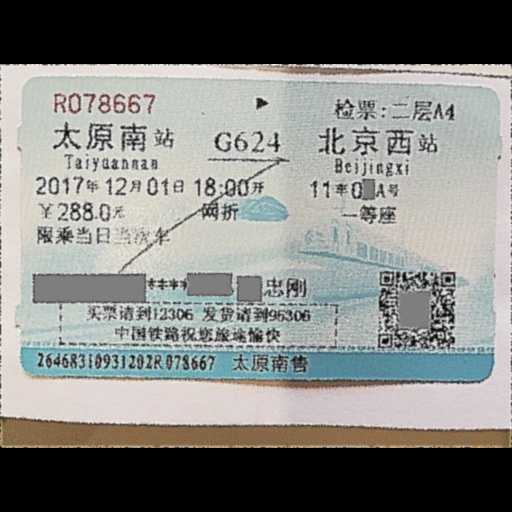 R078667 检票:二层A4
太原南站 G624 北京西站
Taiyuannan Beijingxi
2017年12月01日 18:00开 11车0A号
￥288.0元 网折 一等座
限乘当日当次车
**** 忠刚
买票请到12306 发货请到95306
中国铁路祝您旅途愉快
26468310931202R078667 太原南售